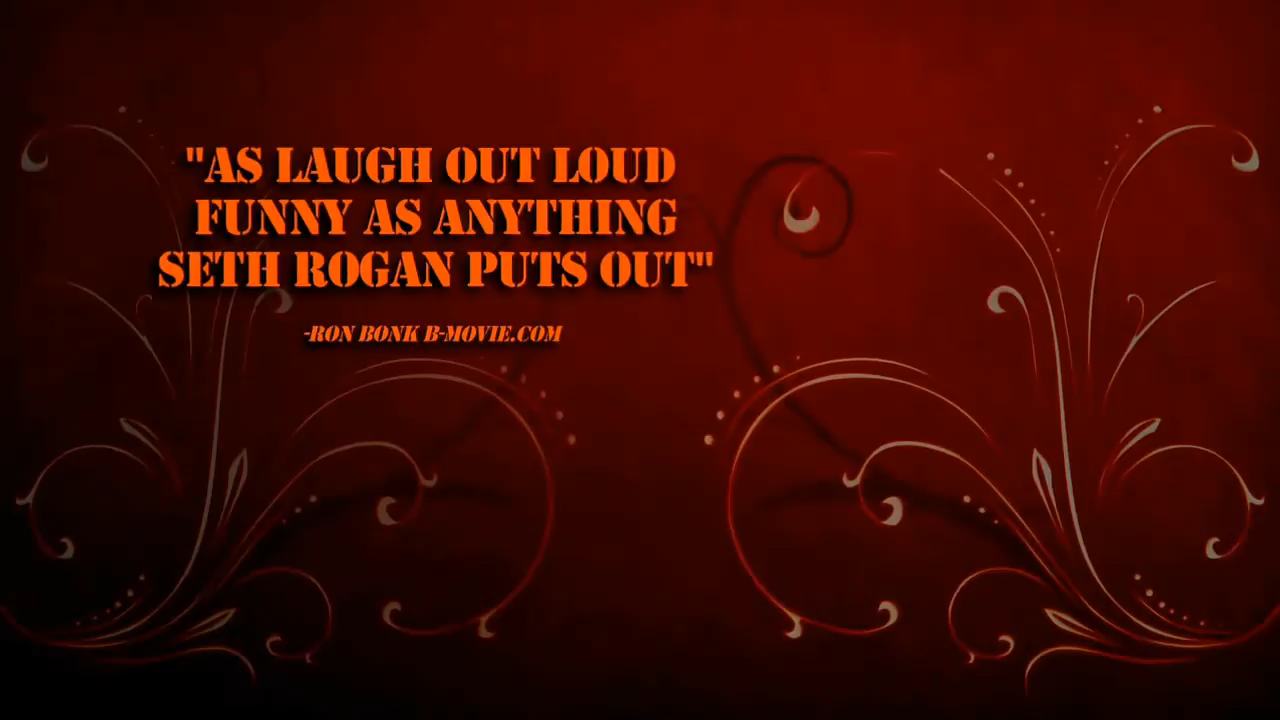 "AS LAUGH OUT LOUD
FUNNY AS ANYTHING
SETH ROGAN PUTS OUT"
-RON BONK B-MOVIE.COM